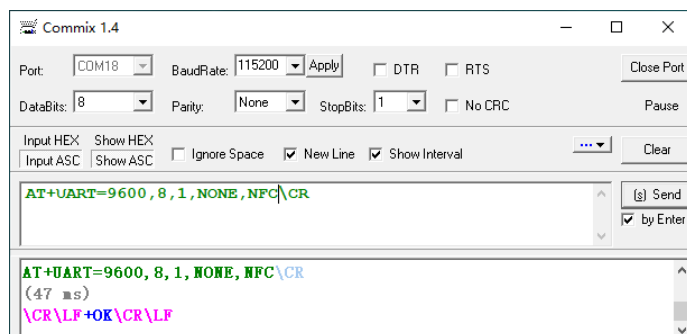 Commix 1.4
Port: COM18 BaudRate: 115200 Apply DTR RTS Close Port
DataBits: 8 Parity: None StopBits: 1 No CRC Pause
Input HEX Show HEX
Input ASC Show ASC Ignore Space New Line Show Interval ... Clear
AT+UART=9600,8,1,NONE,NFC\CR
(s) Send
by Enter
AT+UART=9600,8,1,NONE,NFC\CR
(47 ms)
\CR\LF+OK\CR\LF